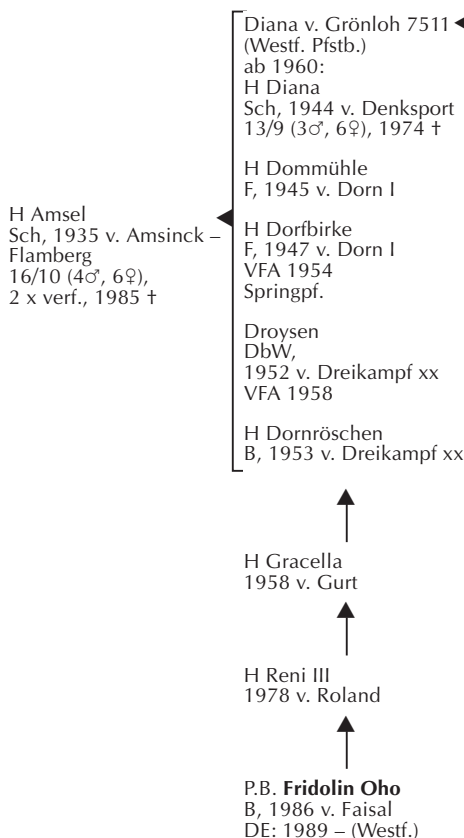 H Amsel
Sch, 1935 v. Amsinck –
Flamberg
16/10 (4♂, 6♀),
2 x verf., 1985 †
Diana v. Grönloh 7511
(Westf. Pfstb.)
ab 1960:
H Diana
Sch, 1944 v. Denksport
13/9 (3♂, 6♀), 1974 †
H Dommühle
F, 1945 v. Dorn I
H Dorfbirke
F, 1947 v. Dorn I
VFA 1954
Springpf.
Droysen
DbW,
1952 v. Dreikampf xx
VFA 1958
H Dornröschen
B, 1953 v. Dreikampf xx
H Gracella
1958 v. Gurt
H Reni III
1978 v. Roland
P.B. Fridolin Oho
B, 1986 v. Faisal
DE: 1989 – (Westf.)